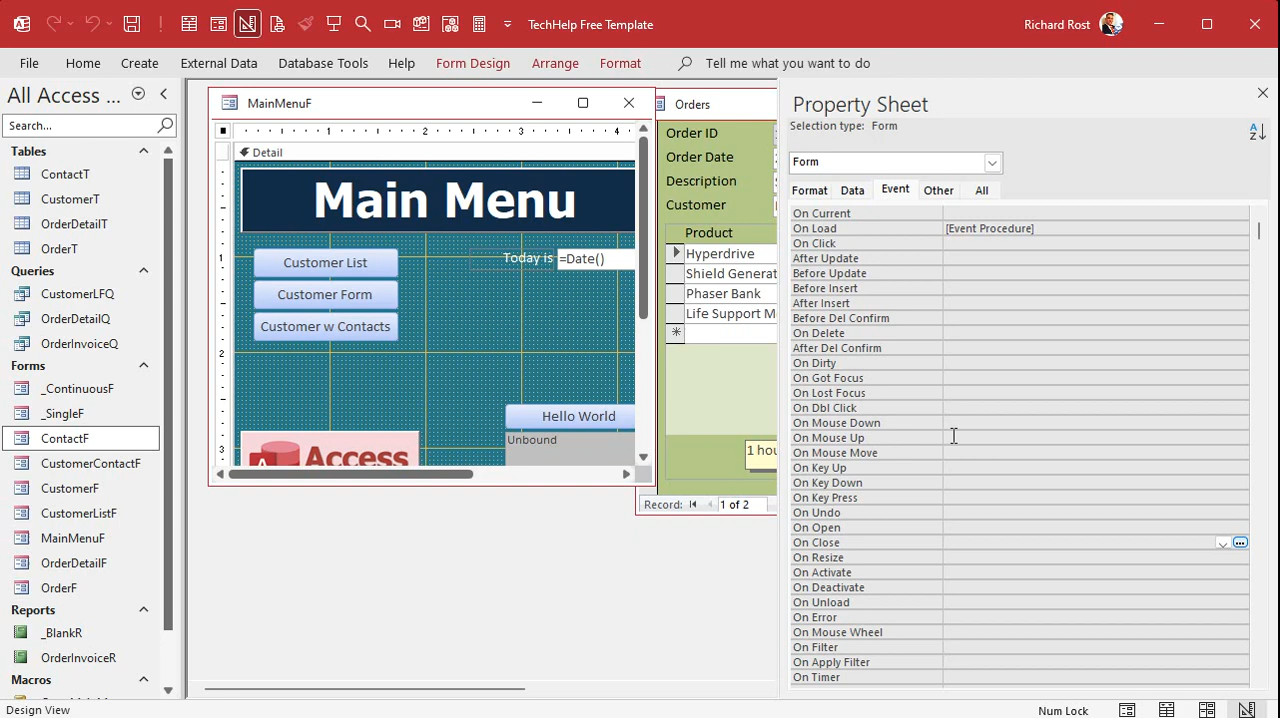 TechHelp Free Template
Richard Rost
File
Home
Create
External Data
Database Tools
Help
Form Design
Arrange
Format
Tell me what you want to do
All Access ...
Search...
Tables
ContactT
CustomerT
OrderDetailT
OrderT
Queries
CustomerLFQ
OrderDetailQ
OrderInvoiceQ
Forms
_ContinuousF
_SingleF
ContactF
CustomerContactF
CustomerF
CustomerListF
MainMenuF
OrderDetailF
OrderF
Reports
_BlankR
OrderInvoiceR
Macros
MainMenuF
1
2
3
4
Detail
Main Menu
1
2
3
Customer List
Customer Form
Customer w Contacts
Today is
=Date()
Hello World
Unbound
Access
Orders
Order ID
Order Date
Description
Customer
Product
Hyperdrive
Shield Generat
Phaser Bank
Life Support M
1 hou
Record:
1 of 2
Property Sheet
Selection type: Form
Form
Format
Data
Event
Other
All
On Current
On Load [Event Procedure]
On Click
After Update
Before Update
Before Insert
After Insert
Before Del Confirm
On Delete
After Del Confirm
On Dirty
On Got Focus
On Lost Focus
On Dbl Click
On Mouse Down
On Mouse Up
On Mouse Move
On Key Up
On Key Down
On Key Press
On Undo
On Open
On Close
On Resize
On Activate
On Deactivate
On Unload
On Error
On Mouse Wheel
On Filter
On Apply Filter
On Timer
Design View
Num Lock